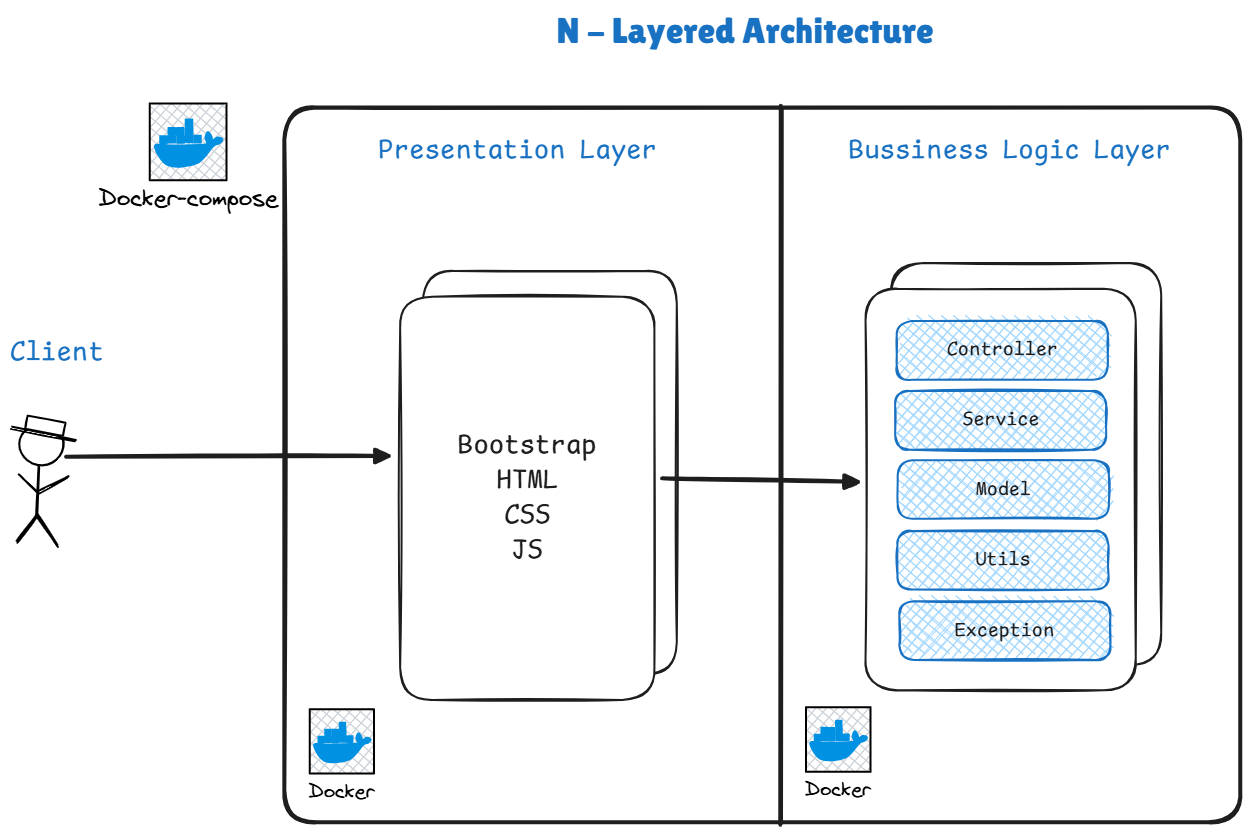 N - Layered Architecture
Docker-compose
Presentation Layer
Bussiness Logic Layer
Client
Bootstrap
HTML
CSS
JS
Controller
Service
Model
Utils
Exception
Docker
Docker